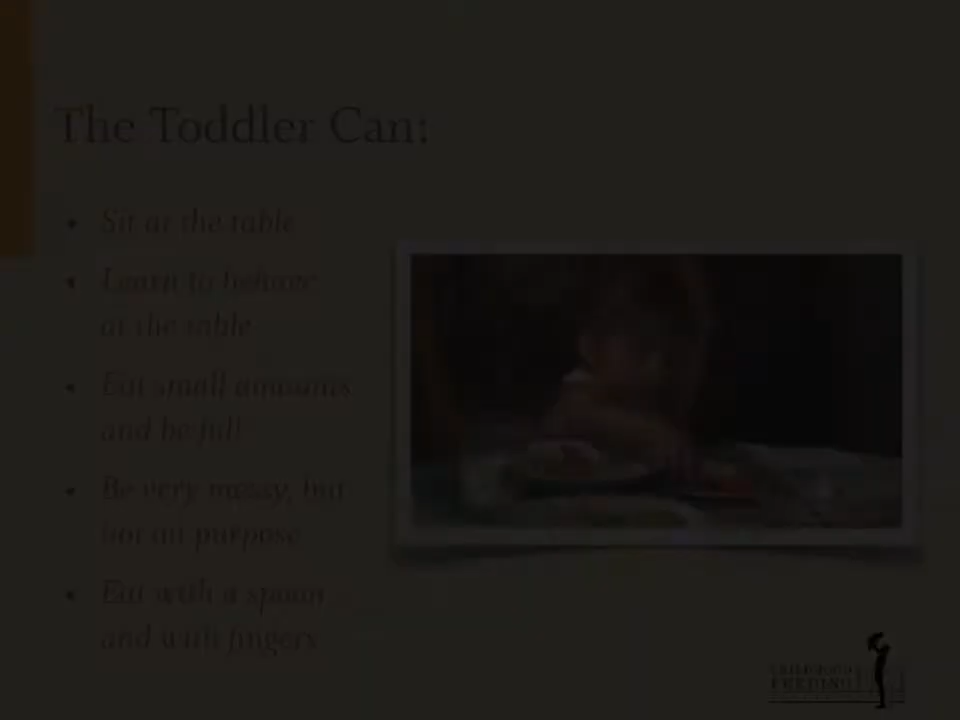 The Toddler Can:
• Sit at the table
• Learn to behave
at the table
• Eat small amounts
and be full
• Be very messy, but
not on purpose
• Eat with a spoon
and with fingers
FEEDING